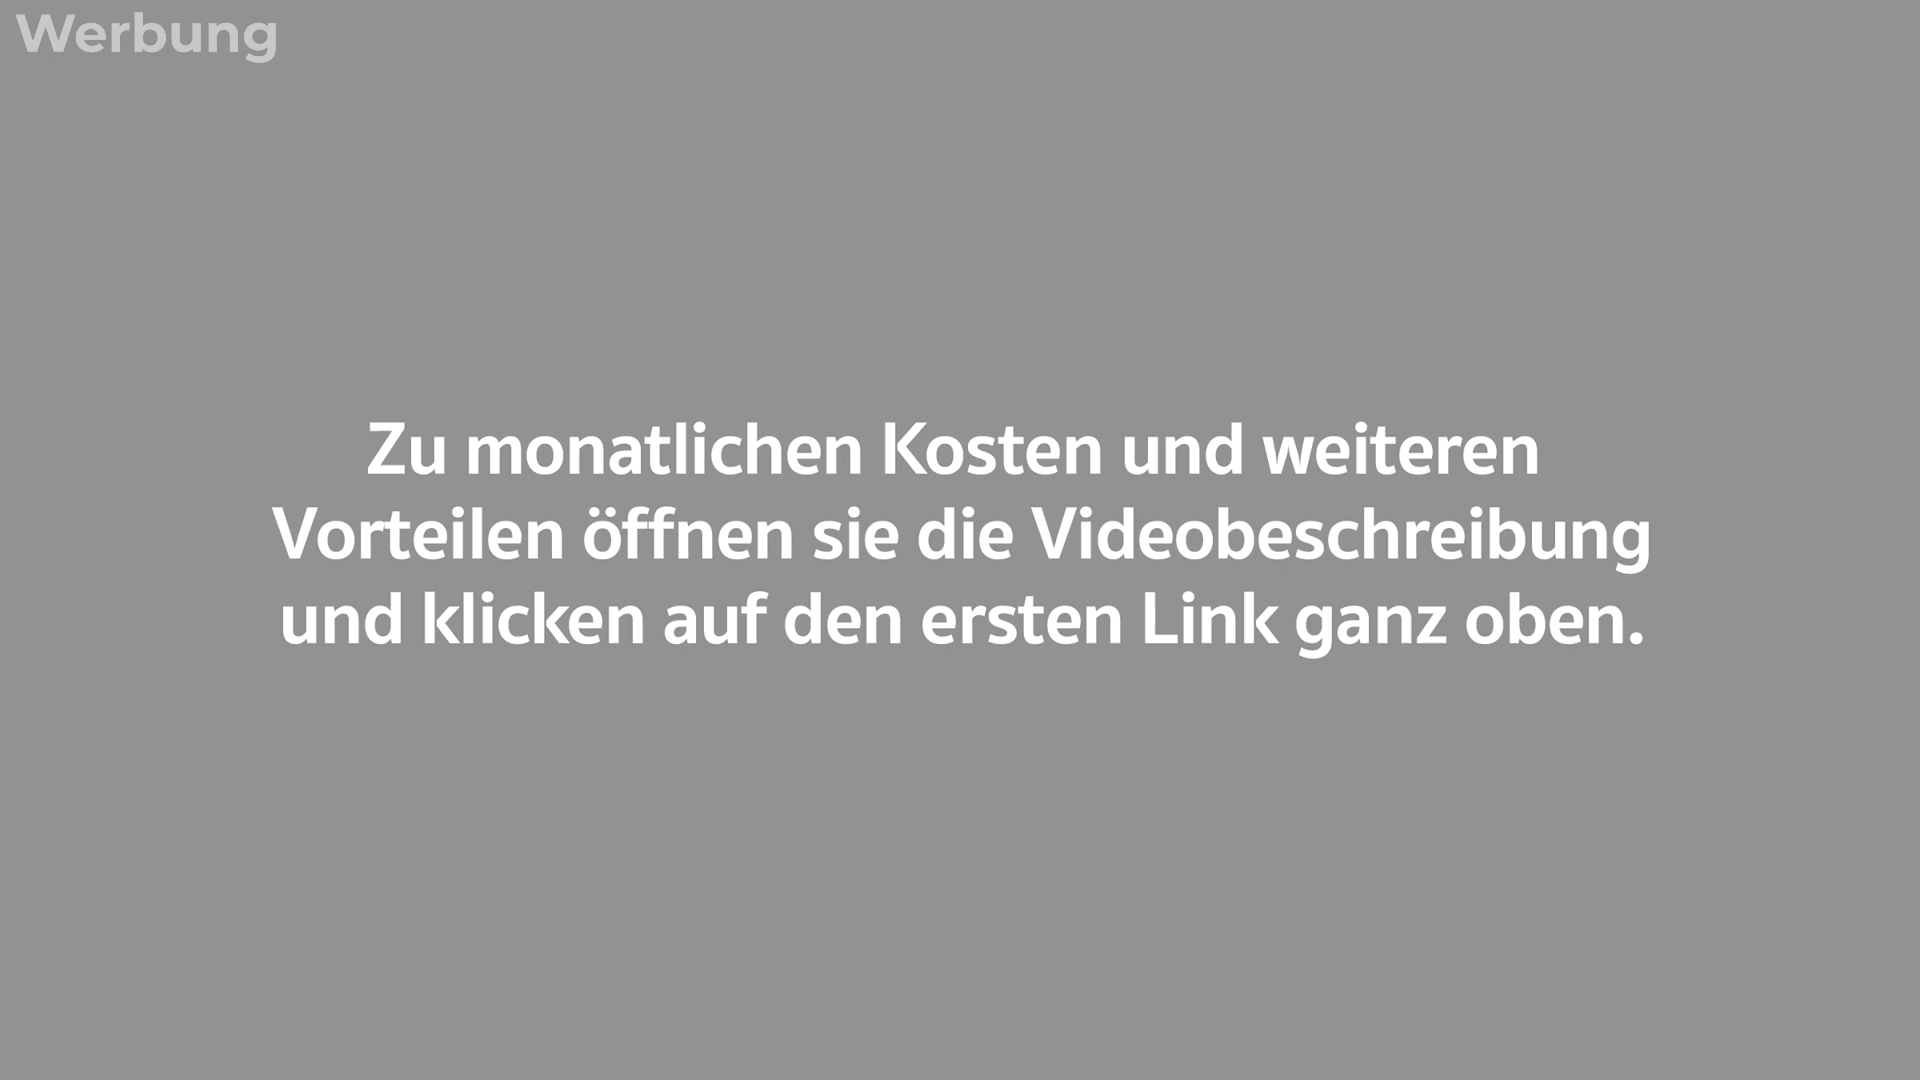 Werbung
Zu monatlichen Kosten und weiteren
Vorteilen öffnen sie die Videobeschreibung
und klicken auf den ersten Link ganz oben.